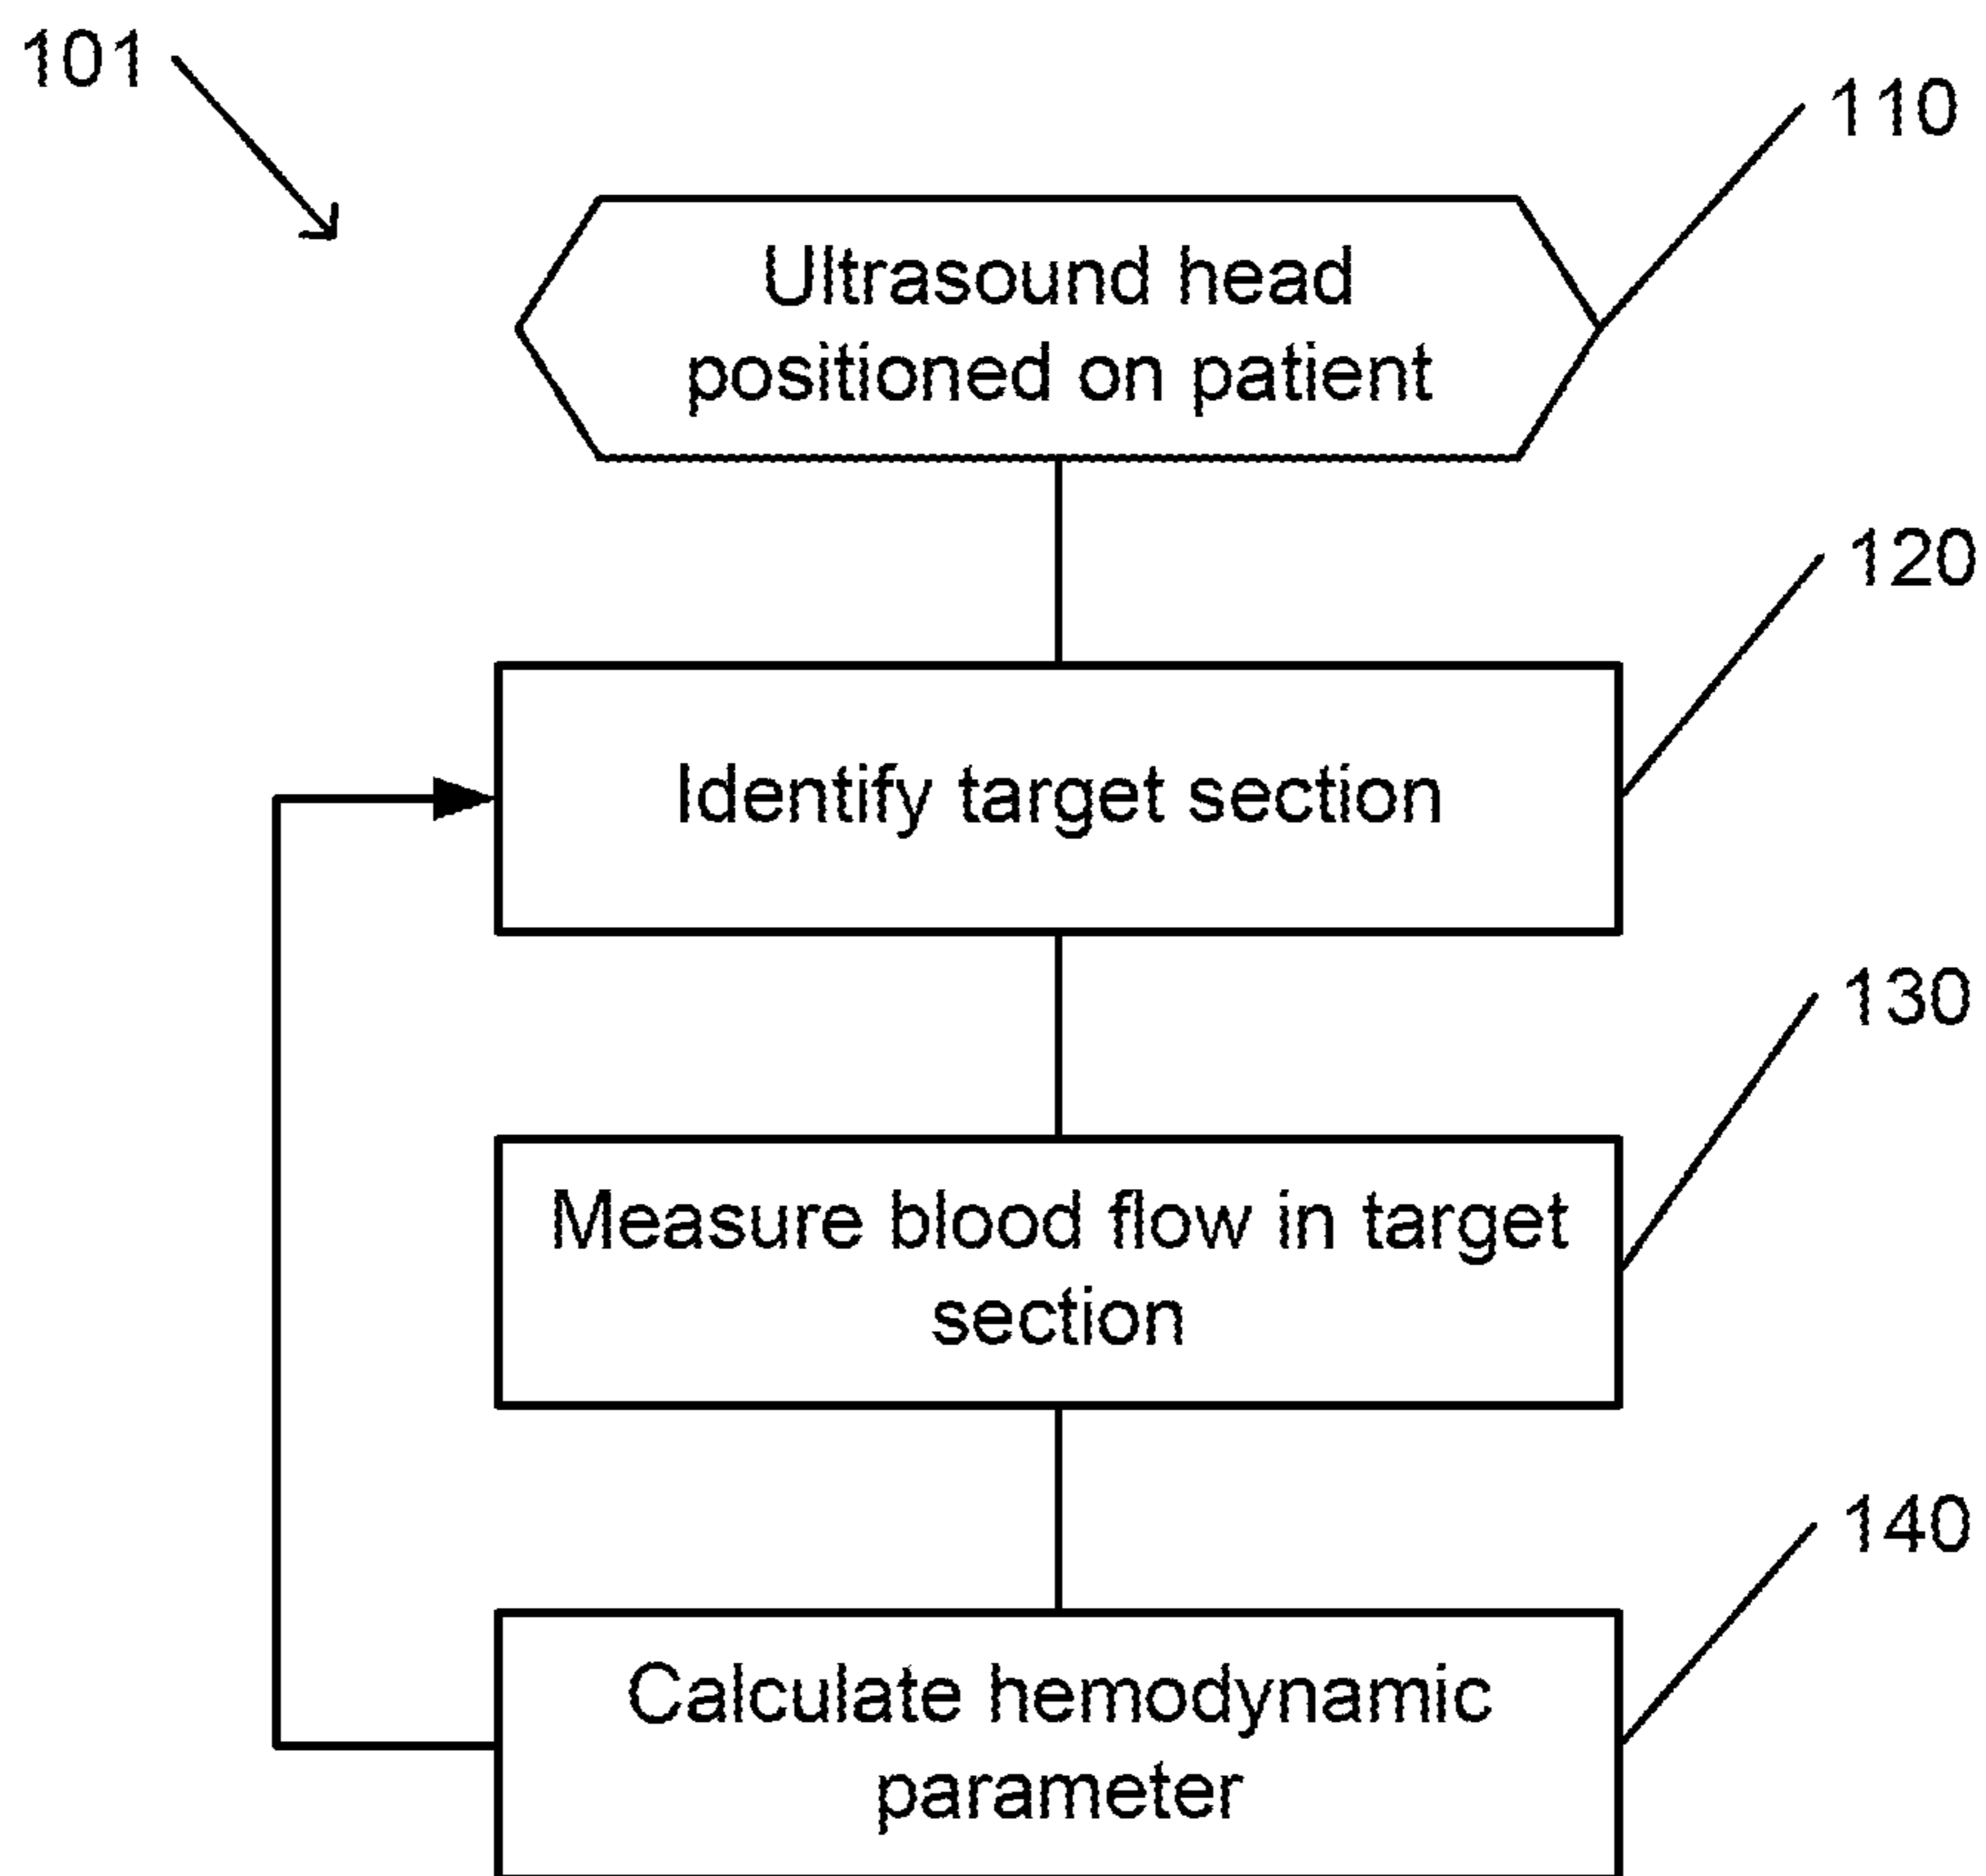 101
110
Ultrasound head
positioned on patient
120
Identify target section
130
Measure blood flow in target
section
140
Calculate hemodynamic
parameter